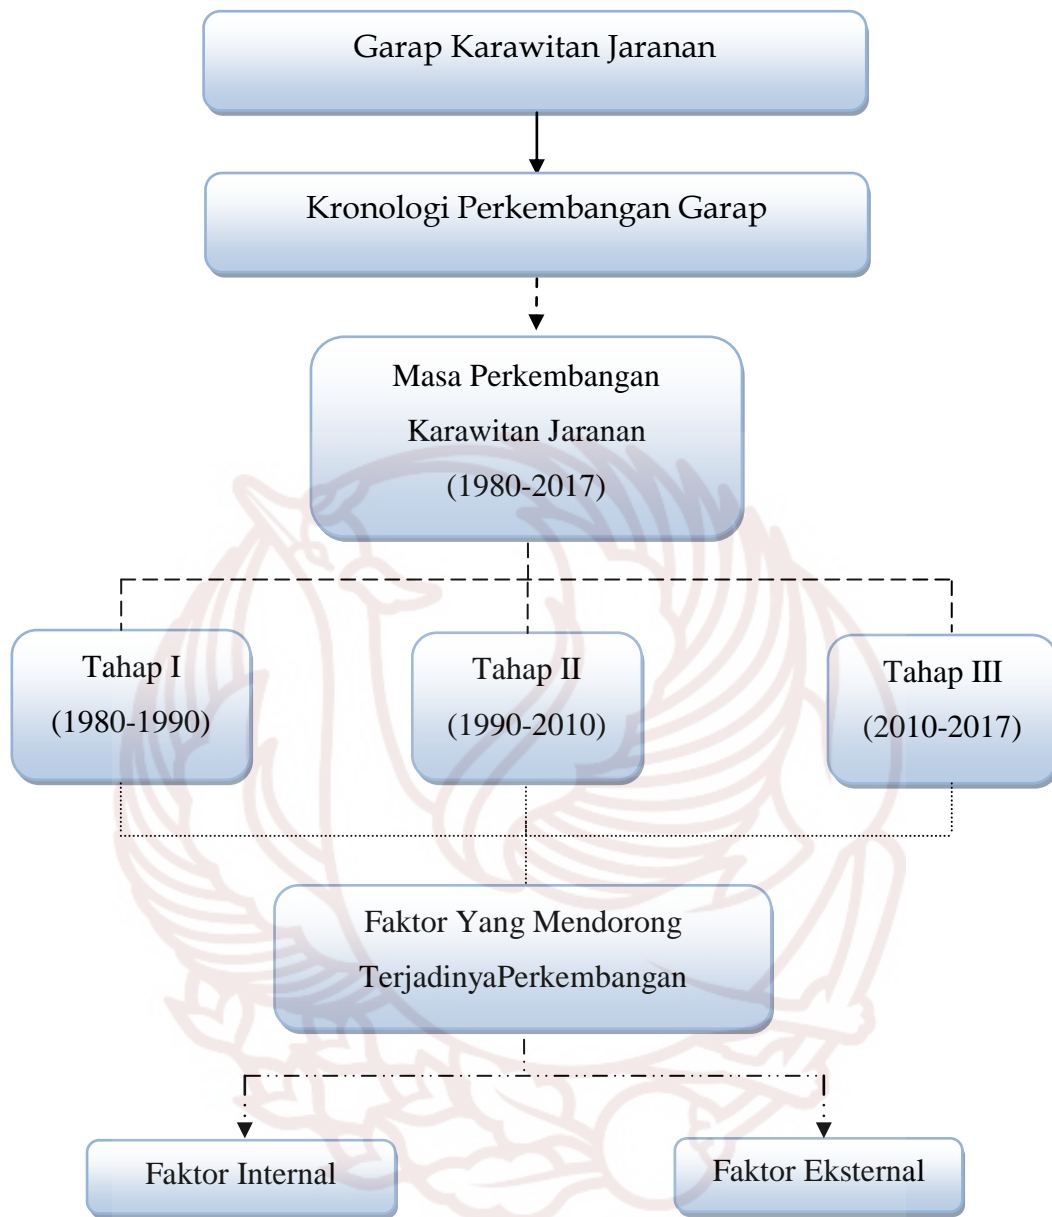 Garap Karawitan Jaranan
Kronologi Perkembangan Garap
Masa Perkembangan
Karawitan Jaranan
(1980-2017)
Tahap I
(1980-1990)
Tahap II
(1990-2010)
Tahap III
(2010-2017)
Faktor Yang Mendorong
TerjadinyaPerkembangan
Faktor Internal
Faktor Eksternal